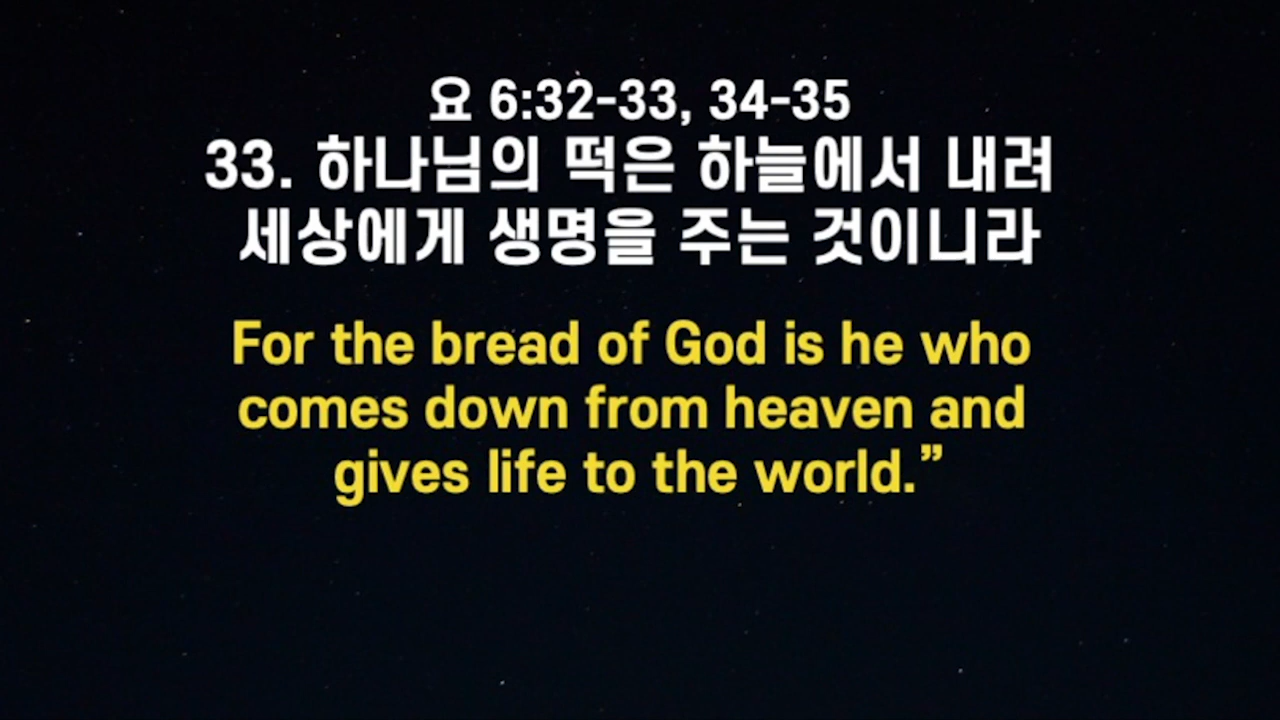 요 6:32-33, 34-35
33. 하나님의 떡은 하늘에서 내려
세상에게 생명을 주는 것이니라
For the bread of God is he who
comes down from heaven and
gives life to the world.”